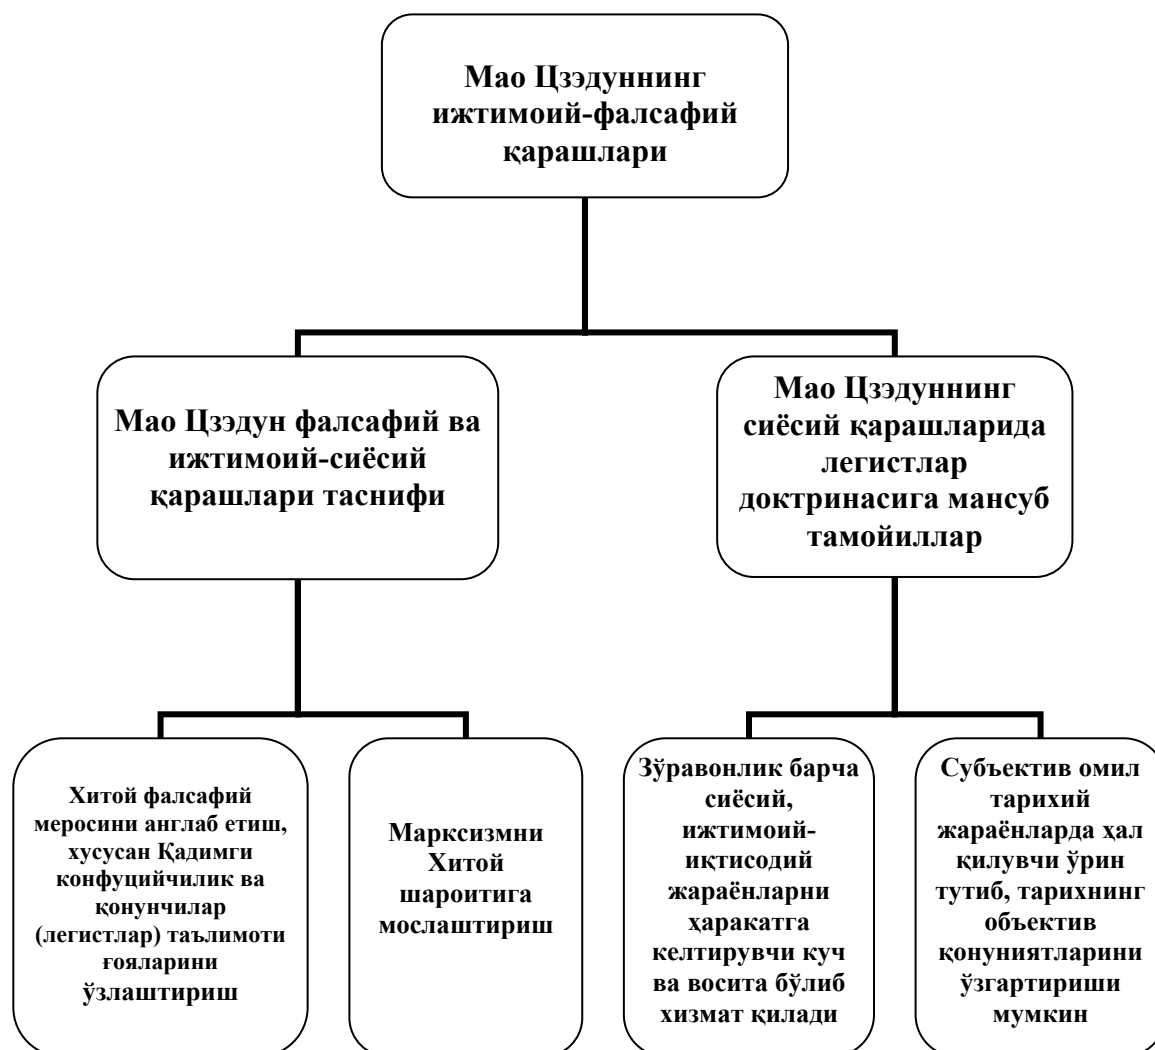 Мао Цзэдуннинг
ижтимоий-фалсафий
қарашлари
Мао Цзэдун фалсафий ва
ижтимоий-сиёсий
қарашлари таснифи
Мао Цзэдуннинг
сиёсий қарашларида
легистлар
доктринасига мансуб
тамойиллар
Хитой фалсафий
меросини англаб етиш,
хусусан Қадимги
конфуцийчилик ва
қонунчилар
(легистлар) таълимоти
ғояларини
ўзлаштириш
Марксизмни
Хитой
шароитига
мослаштириш
Зўравонлик барча
сиёсий,
ижтимоий-
иқтисодий
жараёнларни
ҳаракатга
келтирувчи куч
ва восита бўлиб
хизмат қилади
Субъектив омил
тарихий
жараёнларда ҳал
қилувчи ўрин
тутиб, тарихнинг
объектив
қонуниятларини
ўзгартириши
мумкин